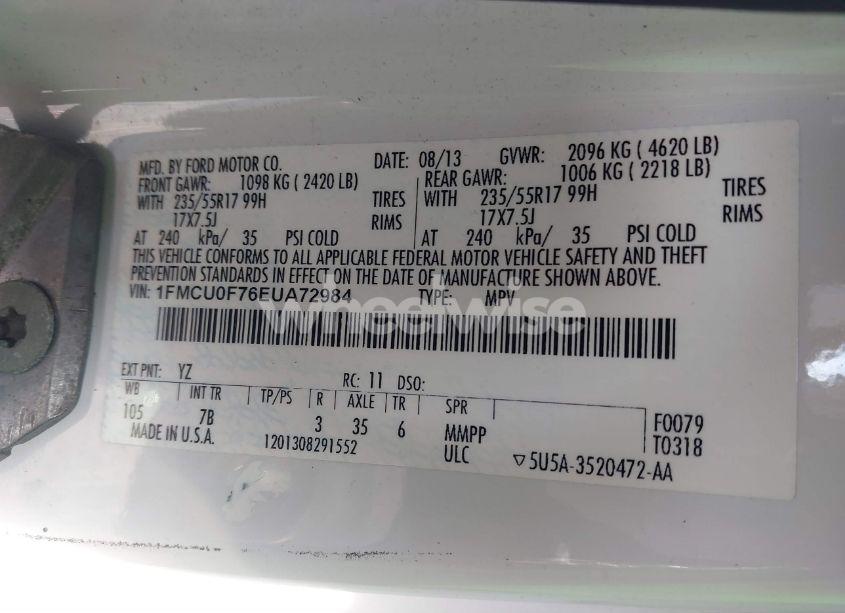 MFD. BY FORD MOTOR CO. DATE: 08/13 GVWR: 2096 KG ( 4620 LB)
FRONT GAWR: 1098 KG ( 2420 LB) REAR GAWR: 1006 KG ( 2218 LB)
WITH 235/55R17 99H TIRES WITH 235/55R17 99H TIRES
17X7.5J RIMS 17X7.5J RIMS
AT 240 kPa/ 35 PSI COLD AT 240 kPa/ 35 PSI COLD
THIS VEHICLE CONFORMS TO ALL APPLICABLE FEDERAL MOTOR VEHICLE SAFETY AND THEFT
PREVENTION STANDARDS IN EFFECT ON THE DATE OF MANUFACTURE SHOWN ABOVE.
VIN: 1FMCU0F76EUA72984 TYPE: MPV
wheelwise
EXT PNT: YZ RC: 11 DSO:
WB INT TR TP/PS R AXLE TR SPR
105 7B 3 35 6 MMPP F0079
MADE IN U.S.A. 1201308291552 ULC T0318
5U5A-3520472-AA